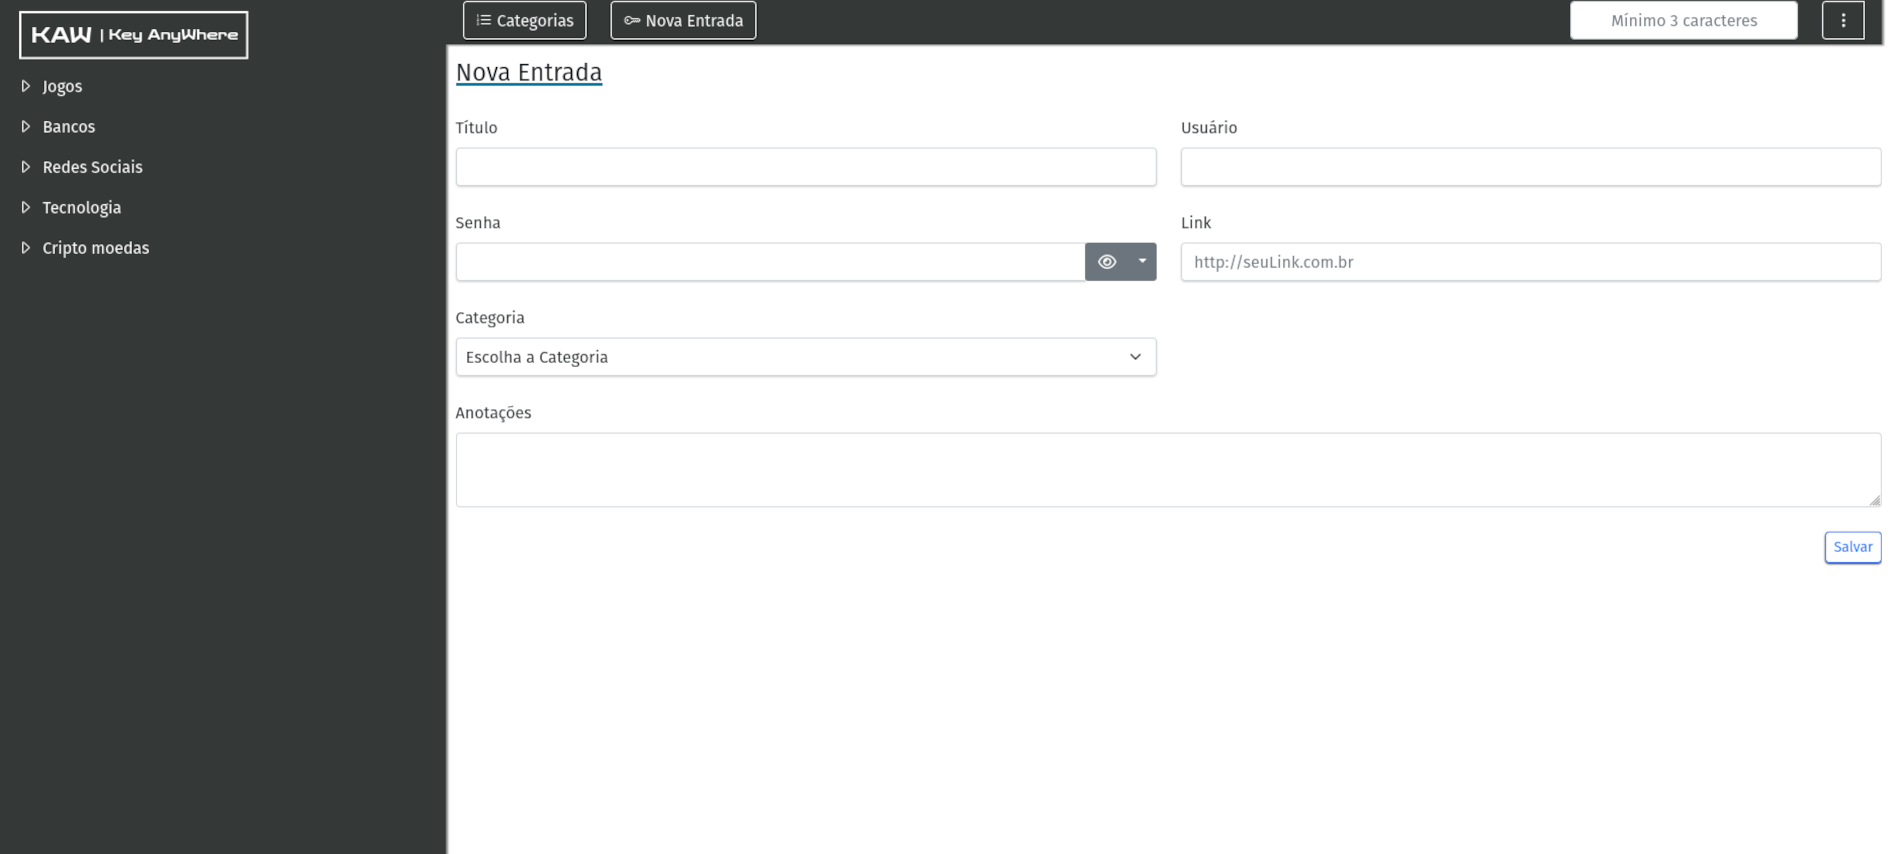 KAW | Key AnyWhere
Categorias
Nova Entrada
Mínimo 3 caracteres
Jogos
Bancos
Redes Sociais
Tecnologia
Cripto moedas
Nova Entrada
Título
Usuário
Senha
Link
http://seuLink.com.br
Categoria
Escolha a Categoria
Anotações
Salvar